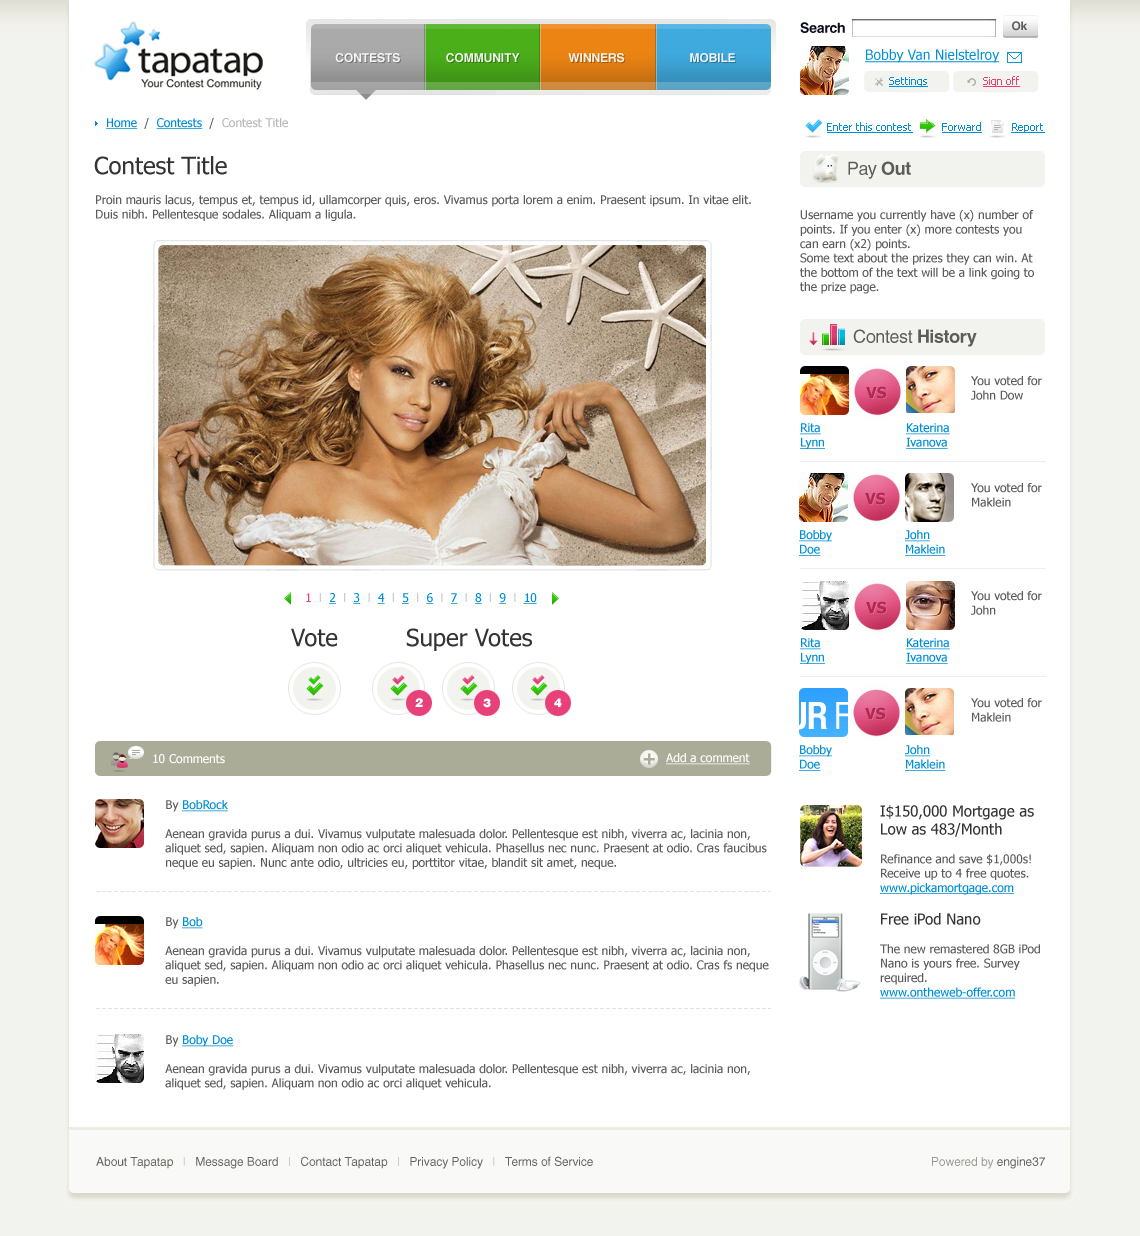 tapatap
Your Contest Community
CONTESTS
COMMUNITY
WINNERS
MOBILE
Search
Ok
Bobby Van Nielstelroy
Settings
Sign off
Home / Contests / Contest Title
Enter this contest
Forward
Report
Contest Title
Proin mauris lacus, tempus et, tempus id, ullamcorper quis, eros. Vivamus porta lorem a enim. Praesent ipsum. In vitae elit.
Duis nibh. Pellentesque sodales. Aliquam a ligula.
1 | 2 | 3 | 4 | 5 | 6 | 7 | 8 | 9 | 10
Vote
Super Votes
2
3
4
10 Comments
Add a comment
By BobRock
Aenean gravida purus a dui. Vivamus vulputate malesuada dolor. Pellentesque est nibh, viverra ac, lacinia non,
aliquet sed, sapien. Aliquam non odio ac orci aliquet vehicula. Phasellus nec nunc. Praesent at odio. Cras faucibus
neque eu sapien. Nunc ante odio, ultricies eu, porttitor vitae, blandit sit amet, neque.
By Bob
Aenean gravida purus a dui. Vivamus vulputate malesuada dolor. Pellentesque est nibh, viverra ac, lacinia non,
aliquet sed, sapien. Aliquam non odio ac orci aliquet vehicula. Phasellus nec nunc. Praesent at odio. Cras fs neque
eu sapien.
By Boby Doe
Aenean gravida purus a dui. Vivamus vulputate malesuada dolor. Pellentesque est nibh, viverra ac, lacinia non,
aliquet sed, sapien. Aliquam non odio ac orci aliquet vehicula.
Pay Out
Username you currently have (x) number of
points. If you enter (x) more contests you
can earn (x2) points.
Some text about the prizes they can win. At
the bottom of the text will be a link going to
the prize page.
Contest History
VS
You voted for
John Dow
Rita
Lynn
Katerina
Ivanova
VS
You voted for
Maklein
Bobby
Doe
John
Maklein
VS
You voted for
John
Rita
Lynn
Katerina
Ivanova
UR F
VS
You voted for
Maklein
Bobby
Doe
John
Maklein
I$150,000 Mortgage as
Low as 483/Month
Refinance and save $1,000s!
Receive up to 4 free quotes.
www.pickamortgage.com
Free iPod Nano
The new remastered 8GB iPod
Nano is yours free. Survey
required.
www.ontheweb-offer.com
About Tapatap | Message Board | Contact Tapatap | Privacy Policy | Terms of Service
Powered by engine37